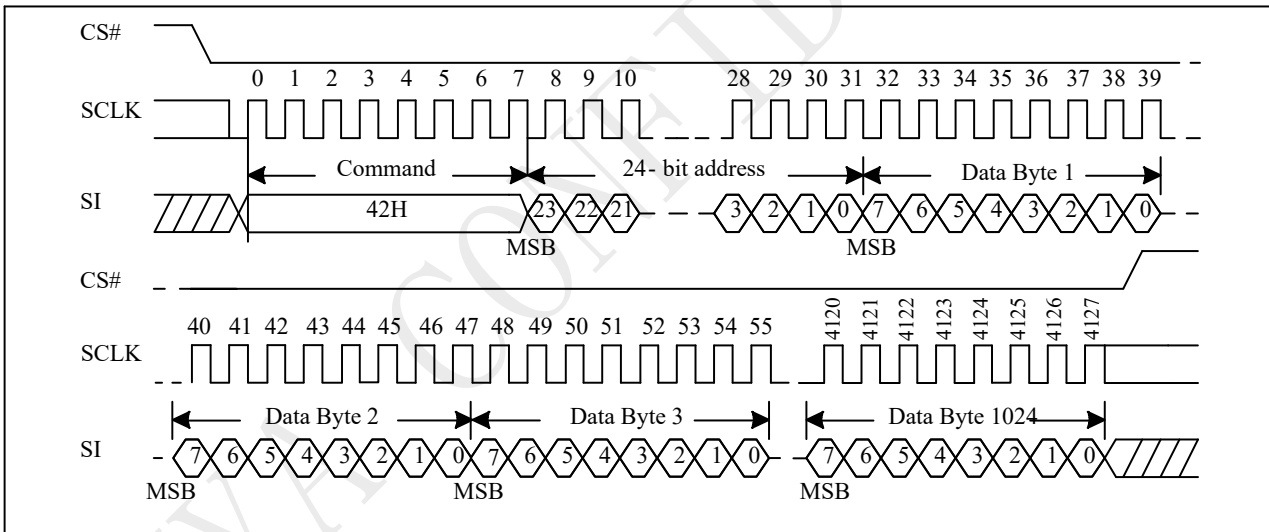 CS#
0 1 2 3 4 5 6 7 8 9 10 28 29 30 31 32 33 34 35 36 37 38 39
SCLK
Command 24- bit address Data Byte 1
SI 42H 23 22 21 3 2 1 0 7 6 5 4 3 2 1 0
MSB MSB
CS#
40 41 42 43 44 45 46 47 48 49 50 51 52 53 54 55 4120 4121 4122 4123 4124 4125 4126 4127
SCLK
Data Byte 2 Data Byte 3 Data Byte 1024
SI 7 6 5 4 3 2 1 0 7 6 5 4 3 2 1 0 7 6 5 4 3 2 1 0
MSB MSB MSB